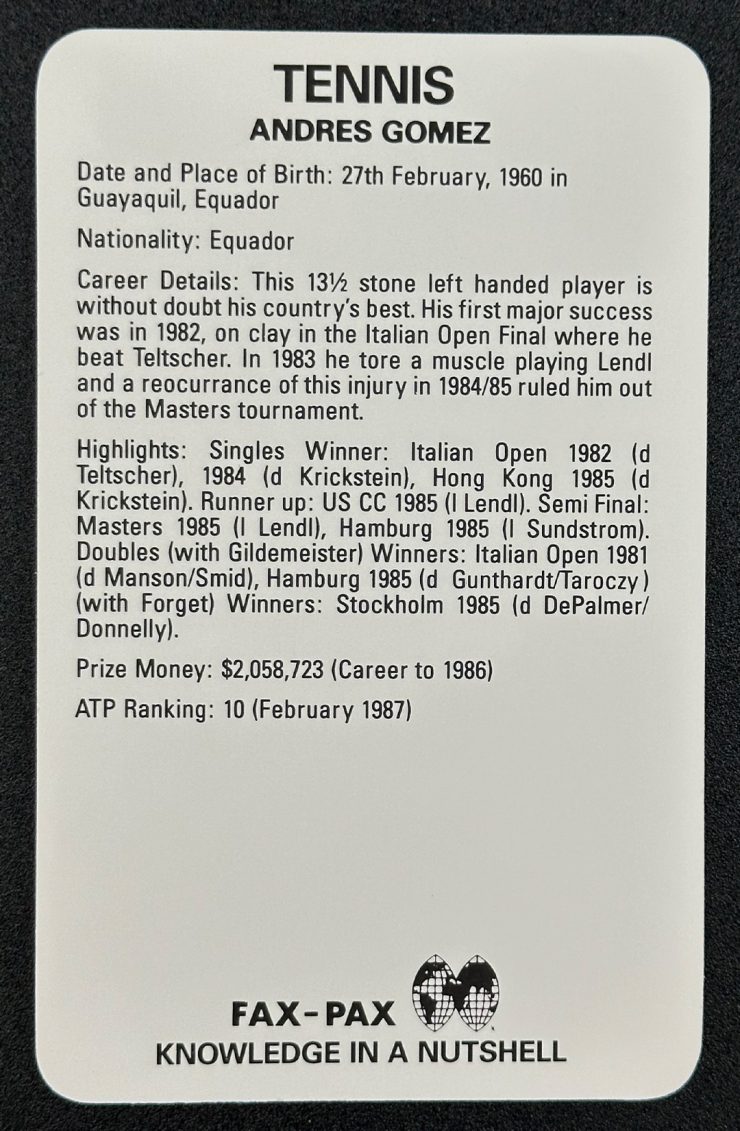 TENNIS
ANDRES GOMEZ
Date and Place of Birth: 27th February, 1960 in
Guayaquil, Equador
Nationality: Equador
Career Details: This 13½ stone left handed player is
without doubt his country's best. His first major success
was in 1982, on clay in the Italian Open Final where he
beat Teltscher. In 1983 he tore a muscle playing Lendl
and a reocurrance of this injury in 1984/85 ruled him out
of the Masters tournament.
Highlights: Singles Winner: Italian Open 1982 (d
Teltscher), 1984 (d Krickstein), Hong Kong 1985 (d
Krickstein). Runner up: US CC 1985 (l Lendl). Semi Final:
Masters 1985 (l Lendl), Hamburg 1985 (l Sundstrom).
Doubles (with Gildemeister) Winners: Italian Open 1981
(d Manson/Smid), Hamburg 1985 (d Gunthardt/Taroczy)
(with Forget) Winners: Stockholm 1985 (d DePalmer/
Donnelly).
Prize Money: $2,058,723 (Career to 1986)
ATP Ranking: 10 (February 1987)
FAX-PAX
KNOWLEDGE IN A NUTSHELL